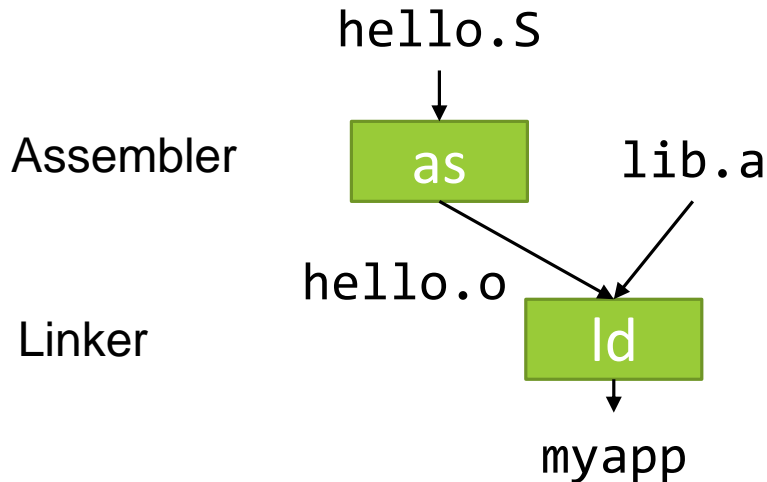 hello.S
Assembler
as
lib.a
hello.o
Linker
ld
myapp